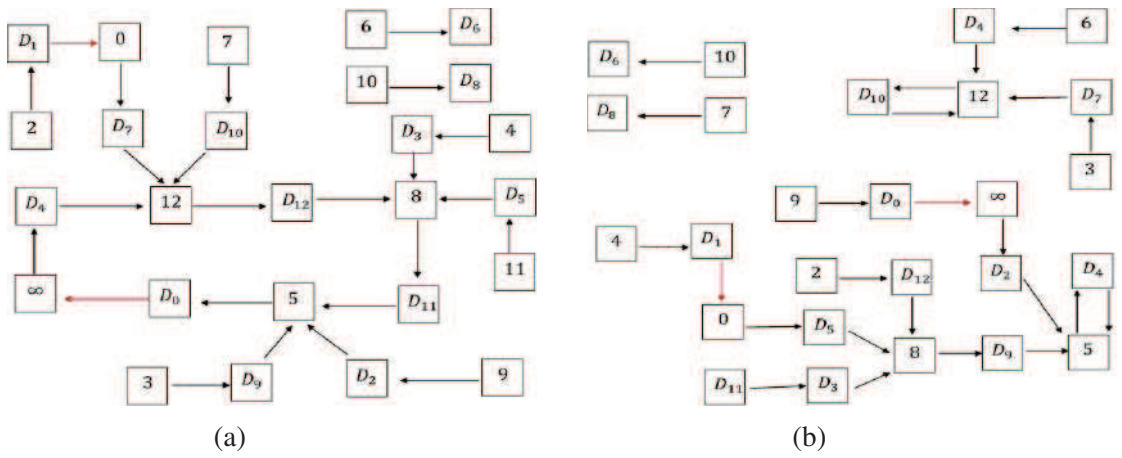 D₁ 0 7 6 D₆
10 D₈
2 D₇ D₁₀ D₃ 4
D₄ 12 D₁₂ 8 D₅
∞ D₀ 5 D₁₁ 11
3 D₉ D₂ 9
(a)
D₄ 6
D₆ 10
D₁₀ 12 D₇
D₈ 7
3
9 D₀ ∞
4 D₁
2 D₁₂ D₂ D₄
0 D₅ 8 D₉ 5
D₁₁ D₃
(b)